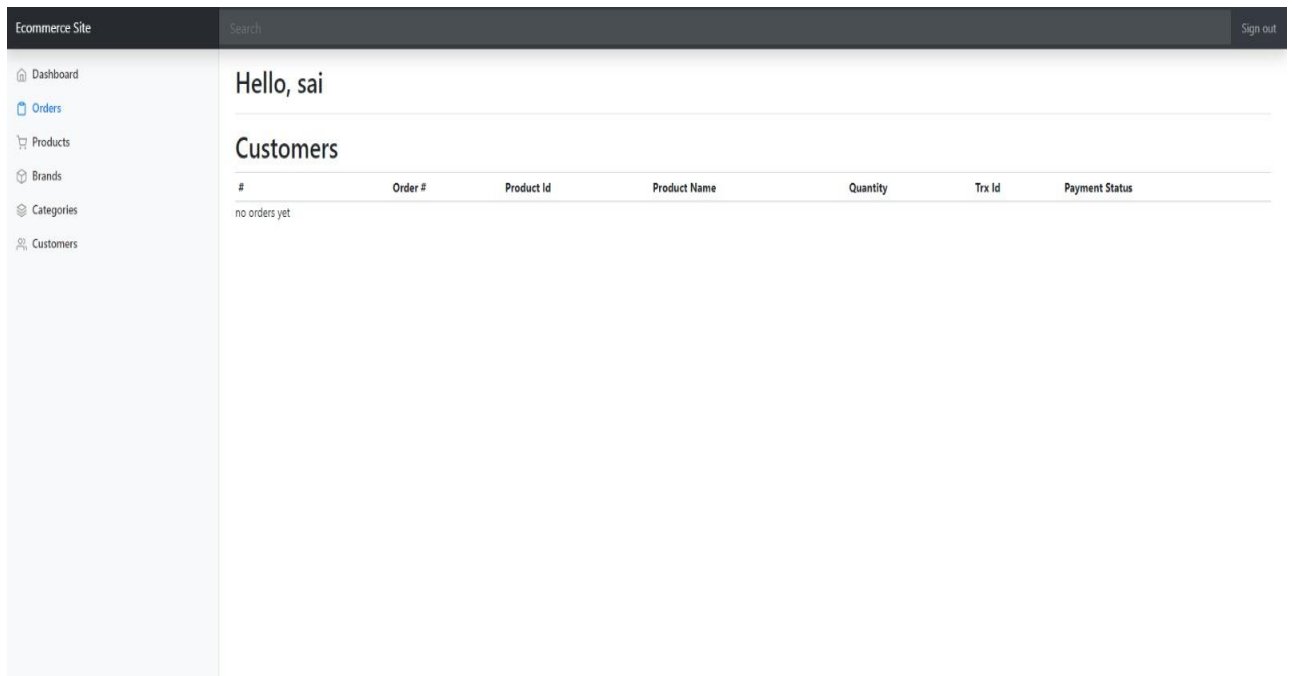 Ecommerce Site
Search
Sign out
Dashboard
Orders
Products
Brands
Categories
Customers
Hello, sai
Customers
# Order # Product Id Product Name Quantity Trx Id Payment Status
no orders yet